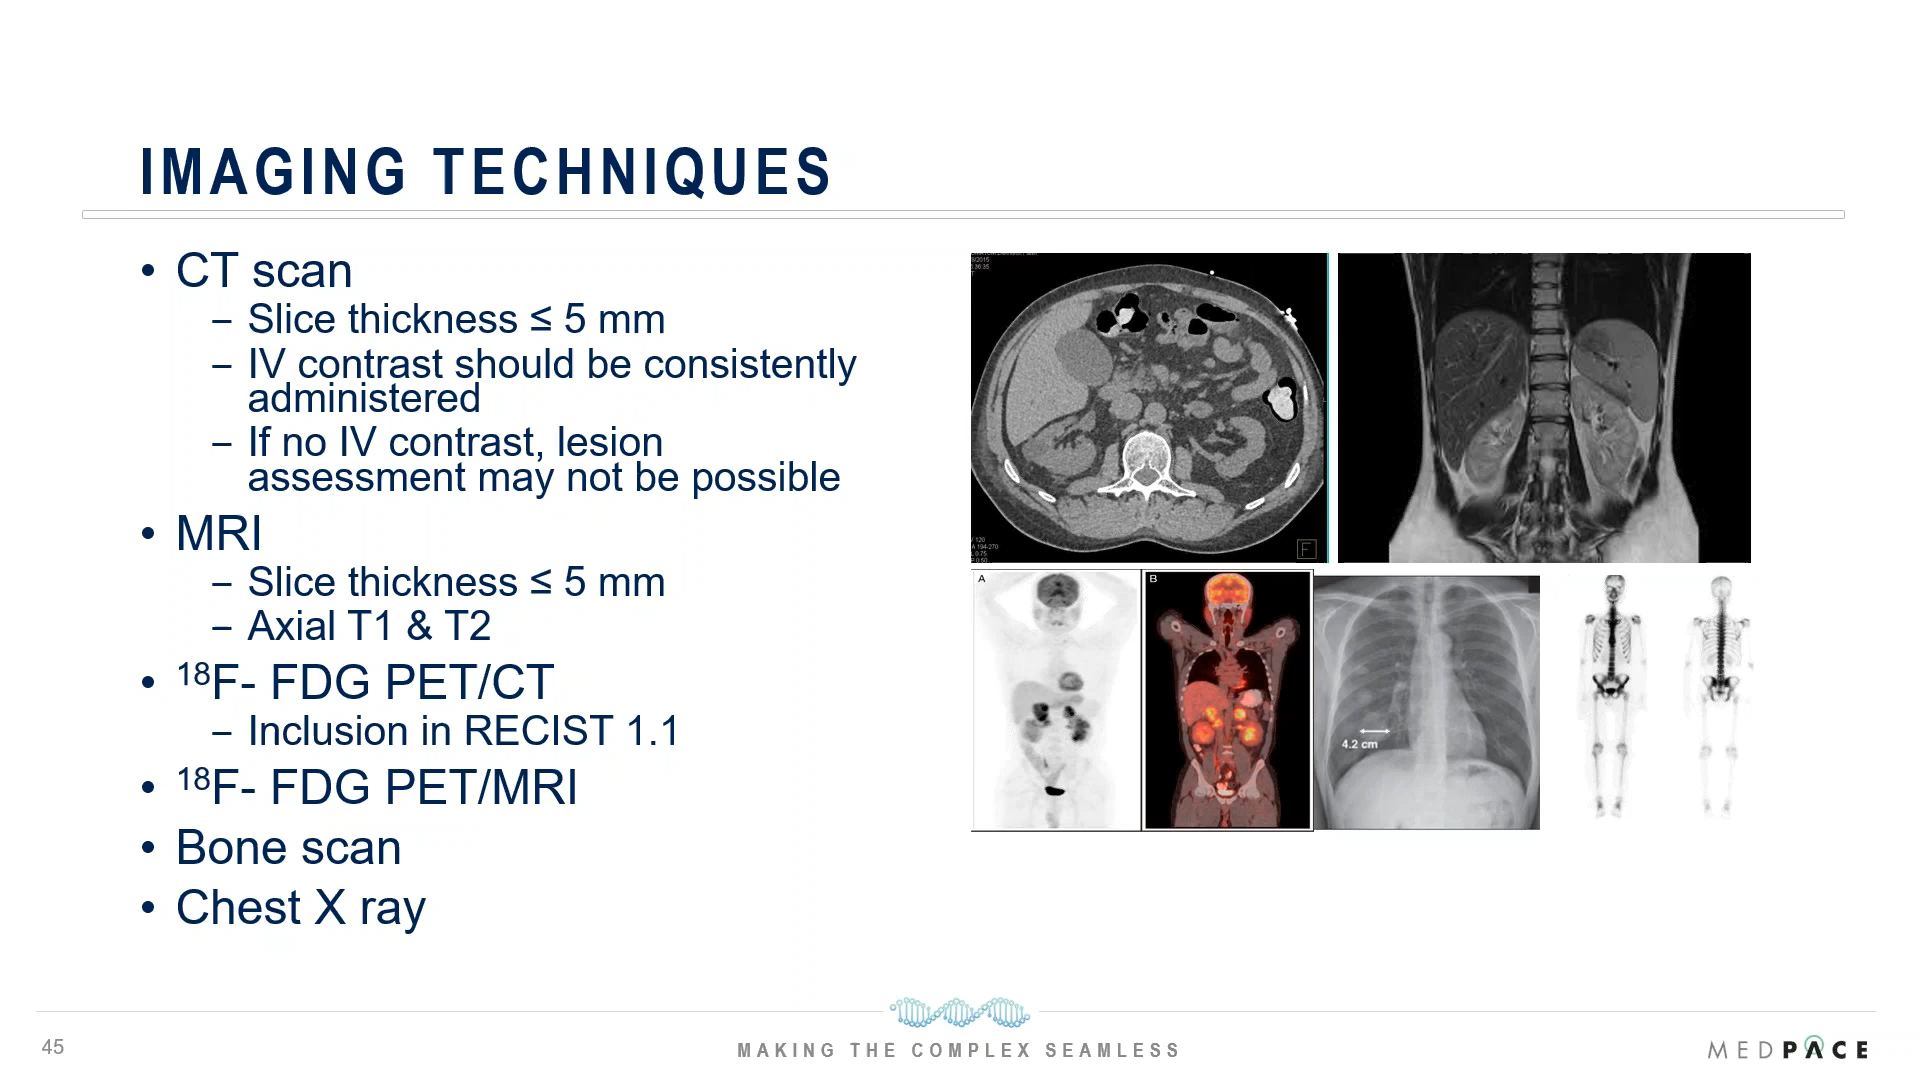 IMAGING TECHNIQUES
• CT scan
– Slice thickness ≤ 5 mm
– IV contrast should be consistently
administered
– If no IV contrast, lesion
assessment may not be possible
• MRI
– Slice thickness ≤ 5 mm
– Axial T1 & T2
• ¹⁸F- FDG PET/CT
– Inclusion in RECIST 1.1
• ¹⁸F- FDG PET/MRI
• Bone scan
• Chest X ray
F
A
B
4.2 cm
45
MAKING THE COMPLEX SEAMLESS
MEDPACE